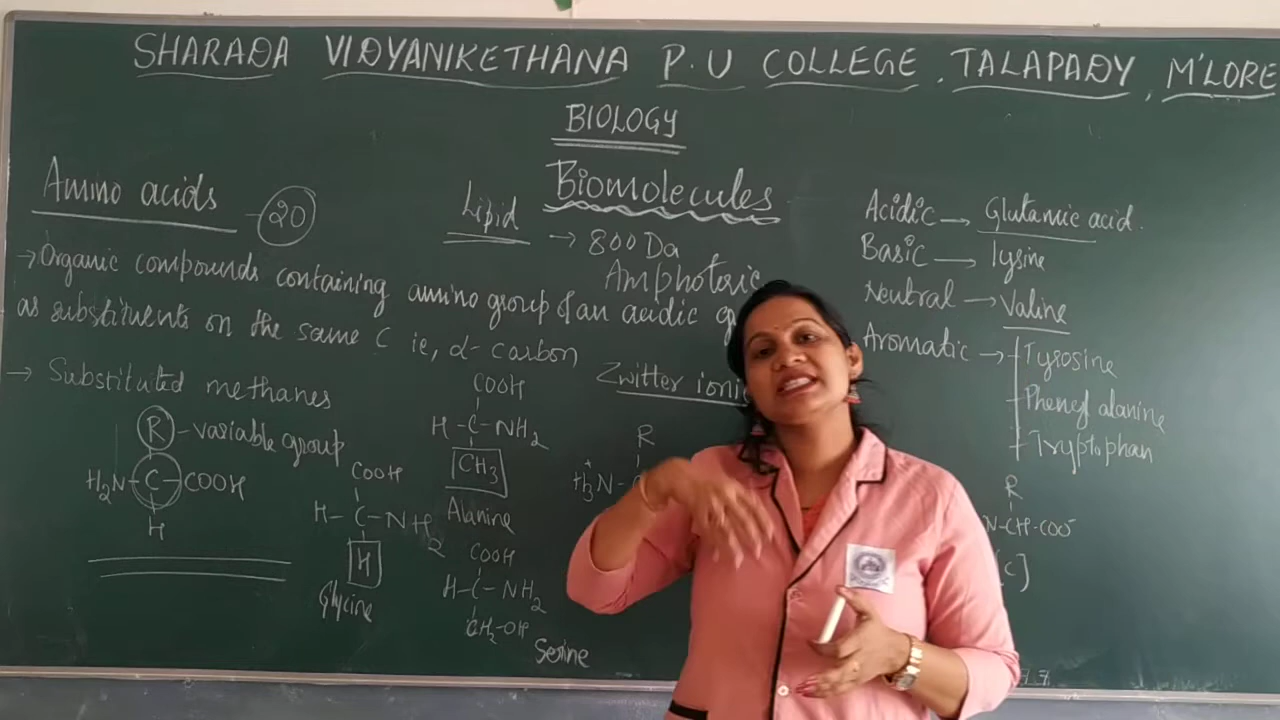 SHARADA VIDYANIKETHANA P.U COLLEGE, TALAPADY, M'LORE
BIOLOGY
Biomolecules
Amino acids - 20
→ Organic compounds containing amino group & an acidic
as substituents on the same C ie, α- carbon
→ Substituted methanes
R - variable group
H₂N-C-COOH
H
COOH
H-C-NH₂
H
Glycine
Lipid → 800 Da
Amphoteric
Zwitter ionic
COOH
H-C-NH₂
CH₃
Alanine
COOH
H-C-NH₂
CH₂-OH
Serine
R
H₃⁺N-
Acidic → Glutamic acid.
Basic → lysine
Neutral → Valine
Aromatic → Tyrosine
Phenyl alanine
Tryptophan
R
N-CH-COO⁻